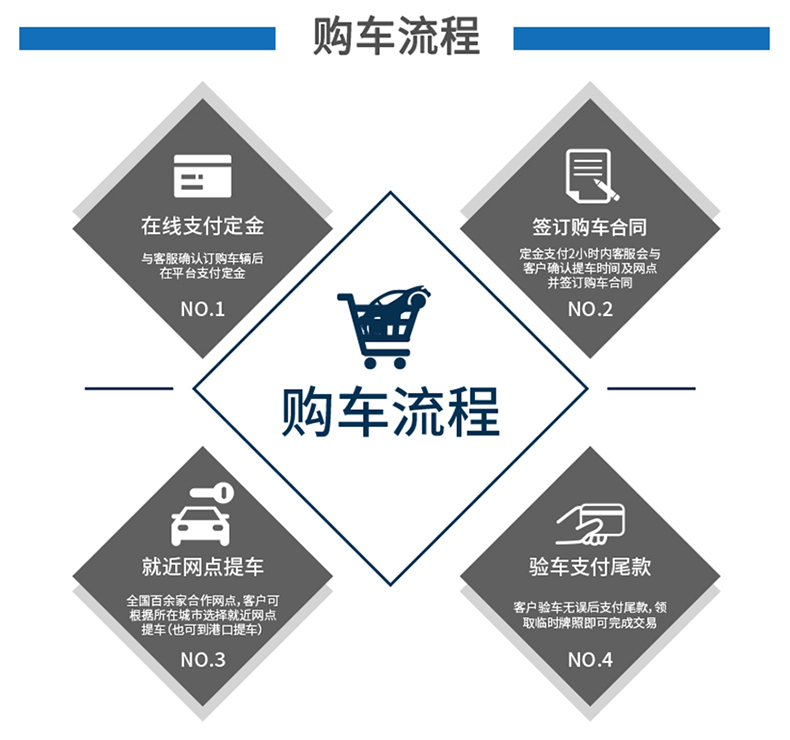 购车流程
在线支付定金
与客服确认订购车辆后
在平台支付定金
NO.1
签订购车合同
定金支付2小时内客服会与
客户确认提车时间及网点
并签订购车合同
NO.2
购车流程
就近网点提车
全国百余家合作网点,客户可
根据所在城市选择就近网点
提车(也可到港口提车)
NO.3
验车支付尾款
客户验车无误后支付尾款,领
取临时牌照即可完成交易
NO.4